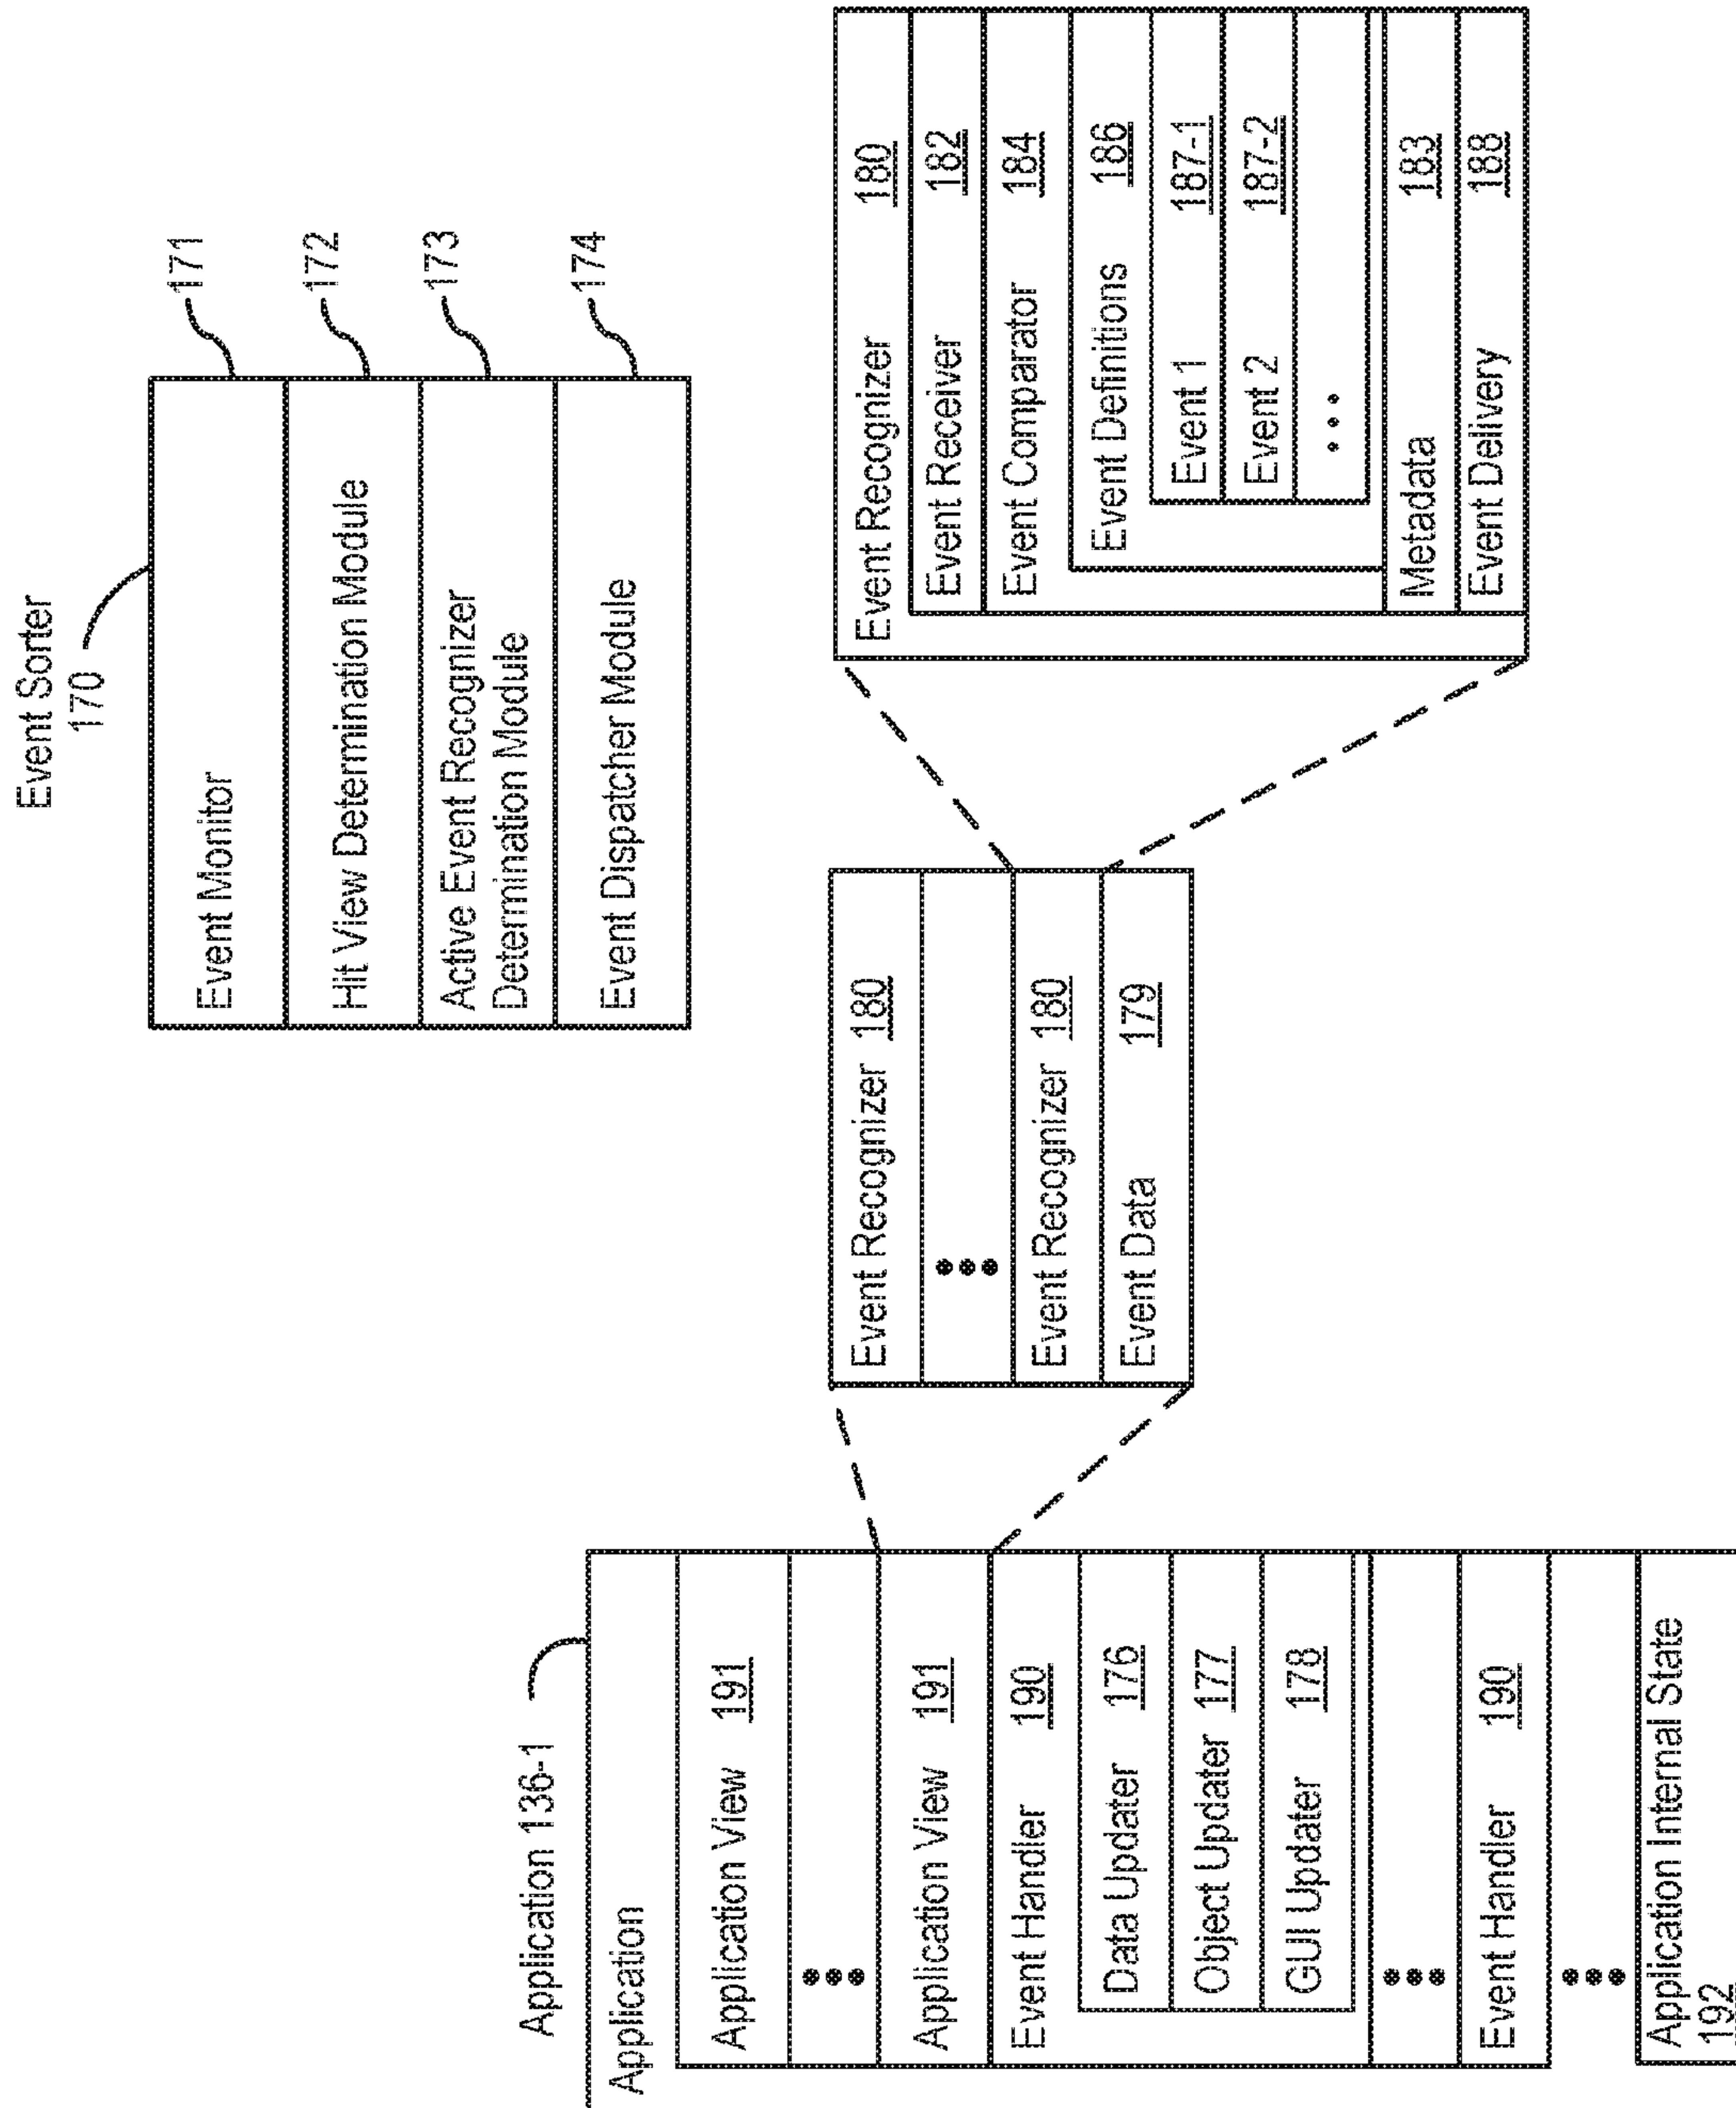 Event Sorter
170
Event Monitor
171
Hit View Determination Module
172
Active Event Recognizer
Determination Module
173
Event Dispatcher Module
174
Application 136-1
Application
Application View 191
Application View 191
Event Handler 190
Data Updater 176
Object Updater 177
GUI Updater 178
Event Handler 190
Application Internal State
192
Event Recognizer 180
Event Recognizer 180
Event Data 179
Event Recognizer 180
Event Receiver 182
Event Comparator 184
Event Definitions 186
Event 1 187-1
Event 2 187-2
Metadata 183
Event Delivery 188